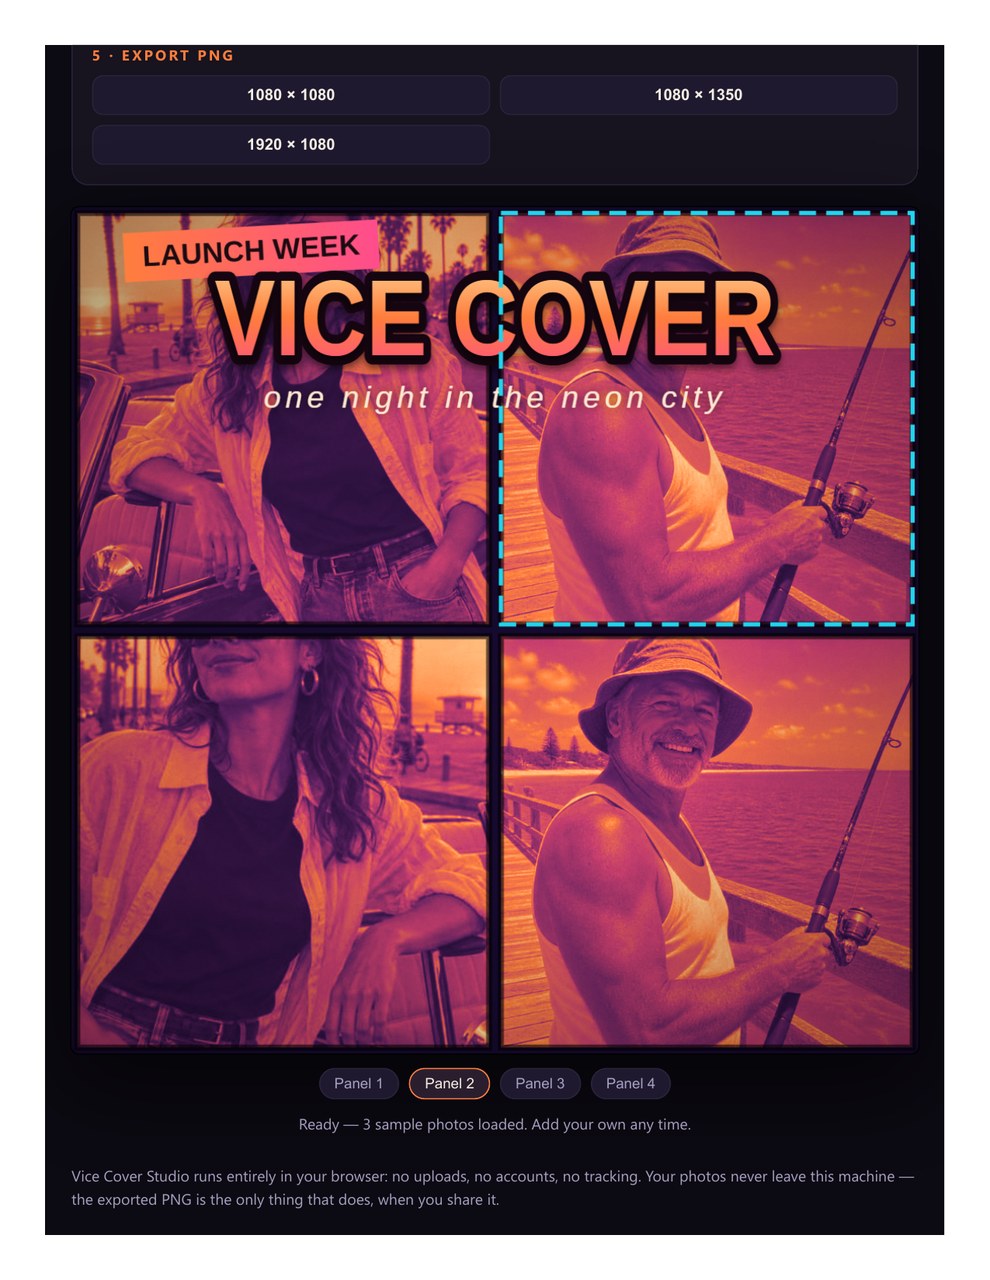 5 · EXPORT PNG
1080 × 1080
1080 × 1350
1920 × 1080
LAUNCH WEEK
VICE COVER
one night in the neon city
Panel 1
Panel 2
Panel 3
Panel 4
Ready — 3 sample photos loaded. Add your own any time.
Vice Cover Studio runs entirely in your browser: no uploads, no accounts, no tracking. Your photos never leave this machine —
the exported PNG is the only thing that does, when you share it.